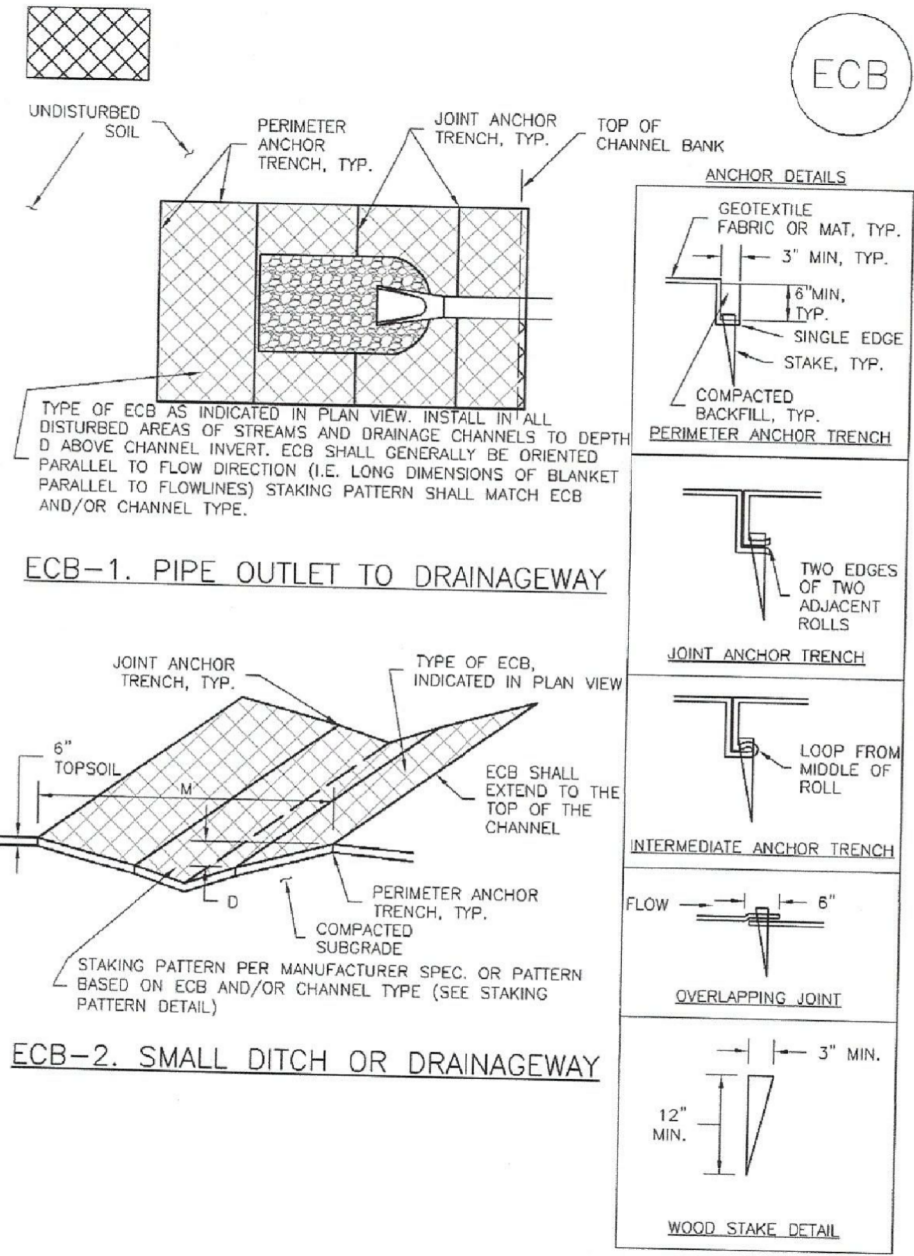 ECB
UNDISTURBED
SOIL
PERIMETER
ANCHOR
TRENCH, TYP.
JOINT ANCHOR
TRENCH, TYP.
TOP OF
CHANNEL BANK
TYPE OF ECB AS INDICATED IN PLAN VIEW. INSTALL IN ALL
DISTURBED AREAS OF STREAMS AND DRAINAGE CHANNELS TO DEPTH
D ABOVE CHANNEL INVERT. ECB SHALL GENERALLY BE ORIENTED
PARALLEL TO FLOW DIRECTION (I.E. LONG DIMENSIONS OF BLANKET
PARALLEL TO FLOWLINES) STAKING PATTERN SHALL MATCH ECB
AND/OR CHANNEL TYPE.
ECB-1. PIPE OUTLET TO DRAINAGEWAY
JOINT ANCHOR
TRENCH, TYP.
TYPE OF ECB,
INDICATED IN PLAN VIEW
6"
TOPSOIL
M
ECB SHALL
EXTEND TO THE
TOP OF THE
CHANNEL
D
PERIMETER ANCHOR
TRENCH, TYP.
COMPACTED
SUBGRADE
STAKING PATTERN PER MANUFACTURER SPEC. OR PATTERN
BASED ON ECB AND/OR CHANNEL TYPE (SEE STAKING
PATTERN DETAIL)
ECB-2. SMALL DITCH OR DRAINAGEWAY
ANCHOR DETAILS
GEOTEXTILE
FABRIC OR MAT, TYP.
3" MIN, TYP.
6"MIN,
TYP.
SINGLE EDGE
STAKE, TYP.
COMPACTED
BACKFILL, TYP.
PERIMETER ANCHOR TRENCH
TWO EDGES
OF TWO
ADJACENT
ROLLS
JOINT ANCHOR TRENCH
LOOP FROM
MIDDLE OF
ROLL
INTERMEDIATE ANCHOR TRENCH
FLOW
6"
OVERLAPPING JOINT
3" MIN.
12"
MIN.
WOOD STAKE DETAIL